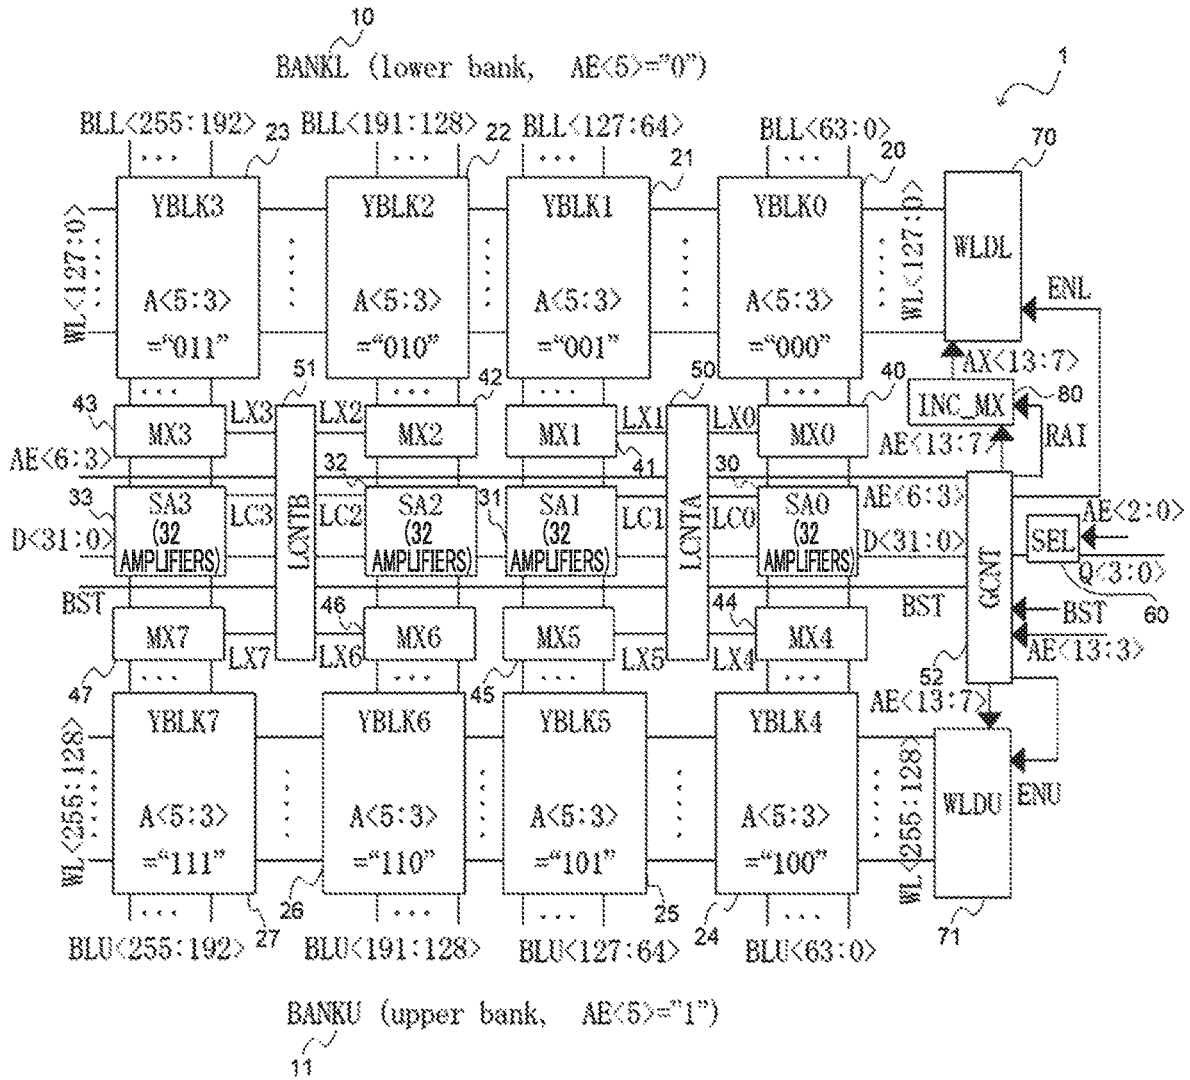 10
BANKL (lower bank, AE<5>="0")
1
BLL<255:192>
23
BLL<191:128>
22
BLL<127:64>
21
BLL<63:0>
20
70
WL<127:0>
YBLK3
A<5:3>
="011"
YBLK2
A<5:3>
="010"
YBLK1
A<5:3>
="001"
YBLK0
A<5:3>
="000"
WL<127:0>
WLDL
ENL
AX<13:7>
43
MX3
LX3
51
LX2
42
MX2
MX1
41
LX1
50
LX0
40
MX0
INC_MX
80
AE<13:7>
RAI
AE<6:3>
33
D<31:0>
SA3
(32
AMPLIFIERS)
LC3
LCNTB
32
LC2
SA2
(32
AMPLIFIERS)
31
SA1
(32
AMPLIFIERS)
LC1
LCNTA
30
LC0
SA0
(32
AMPLIFIERS)
AE<6:3>
D<31:0>
GCNT
SEL
AE<2:0>
Q<3:0>
60
BST
BST
BST
AE<13:3>
47
MX7
LX7
46
LX6
MX6
45
MX5
LX5
44
LX4
MX4
52
AE<13:7>
WL<255:128>
YBLK7
A<5:3>
="111"
YBLK6
A<5:3>
="110"
YBLK5
A<5:3>
="101"
YBLK4
A<5:3>
="100"
WL<255:128>
WLDU
ENU
27
26
25
24
71
BLU<255:192>
BLU<191:128>
BLU<127:64>
BLU<63:0>
BANKU (upper bank, AE<5>="1")
11